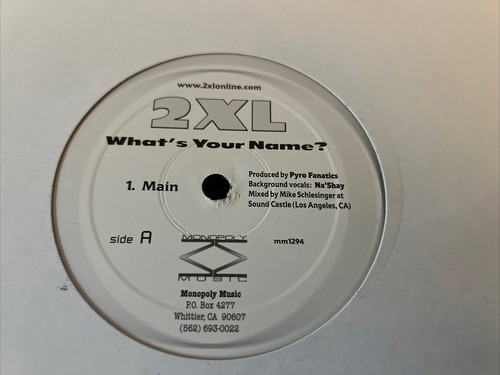 www.2xlonline.com
2XL
What's Your Name?
1. Main
Produced by Pyro Fanatics
Background vocals: Na'Shay
Mixed by Mike Schlesinger at
Sound Castle (Los Angeles, CA)
side A
MONOPOLY
MUSIC
mm1294
Monopoly Music
P.O. Box 4277
Whittier, CA 90607
(562) 693-0022